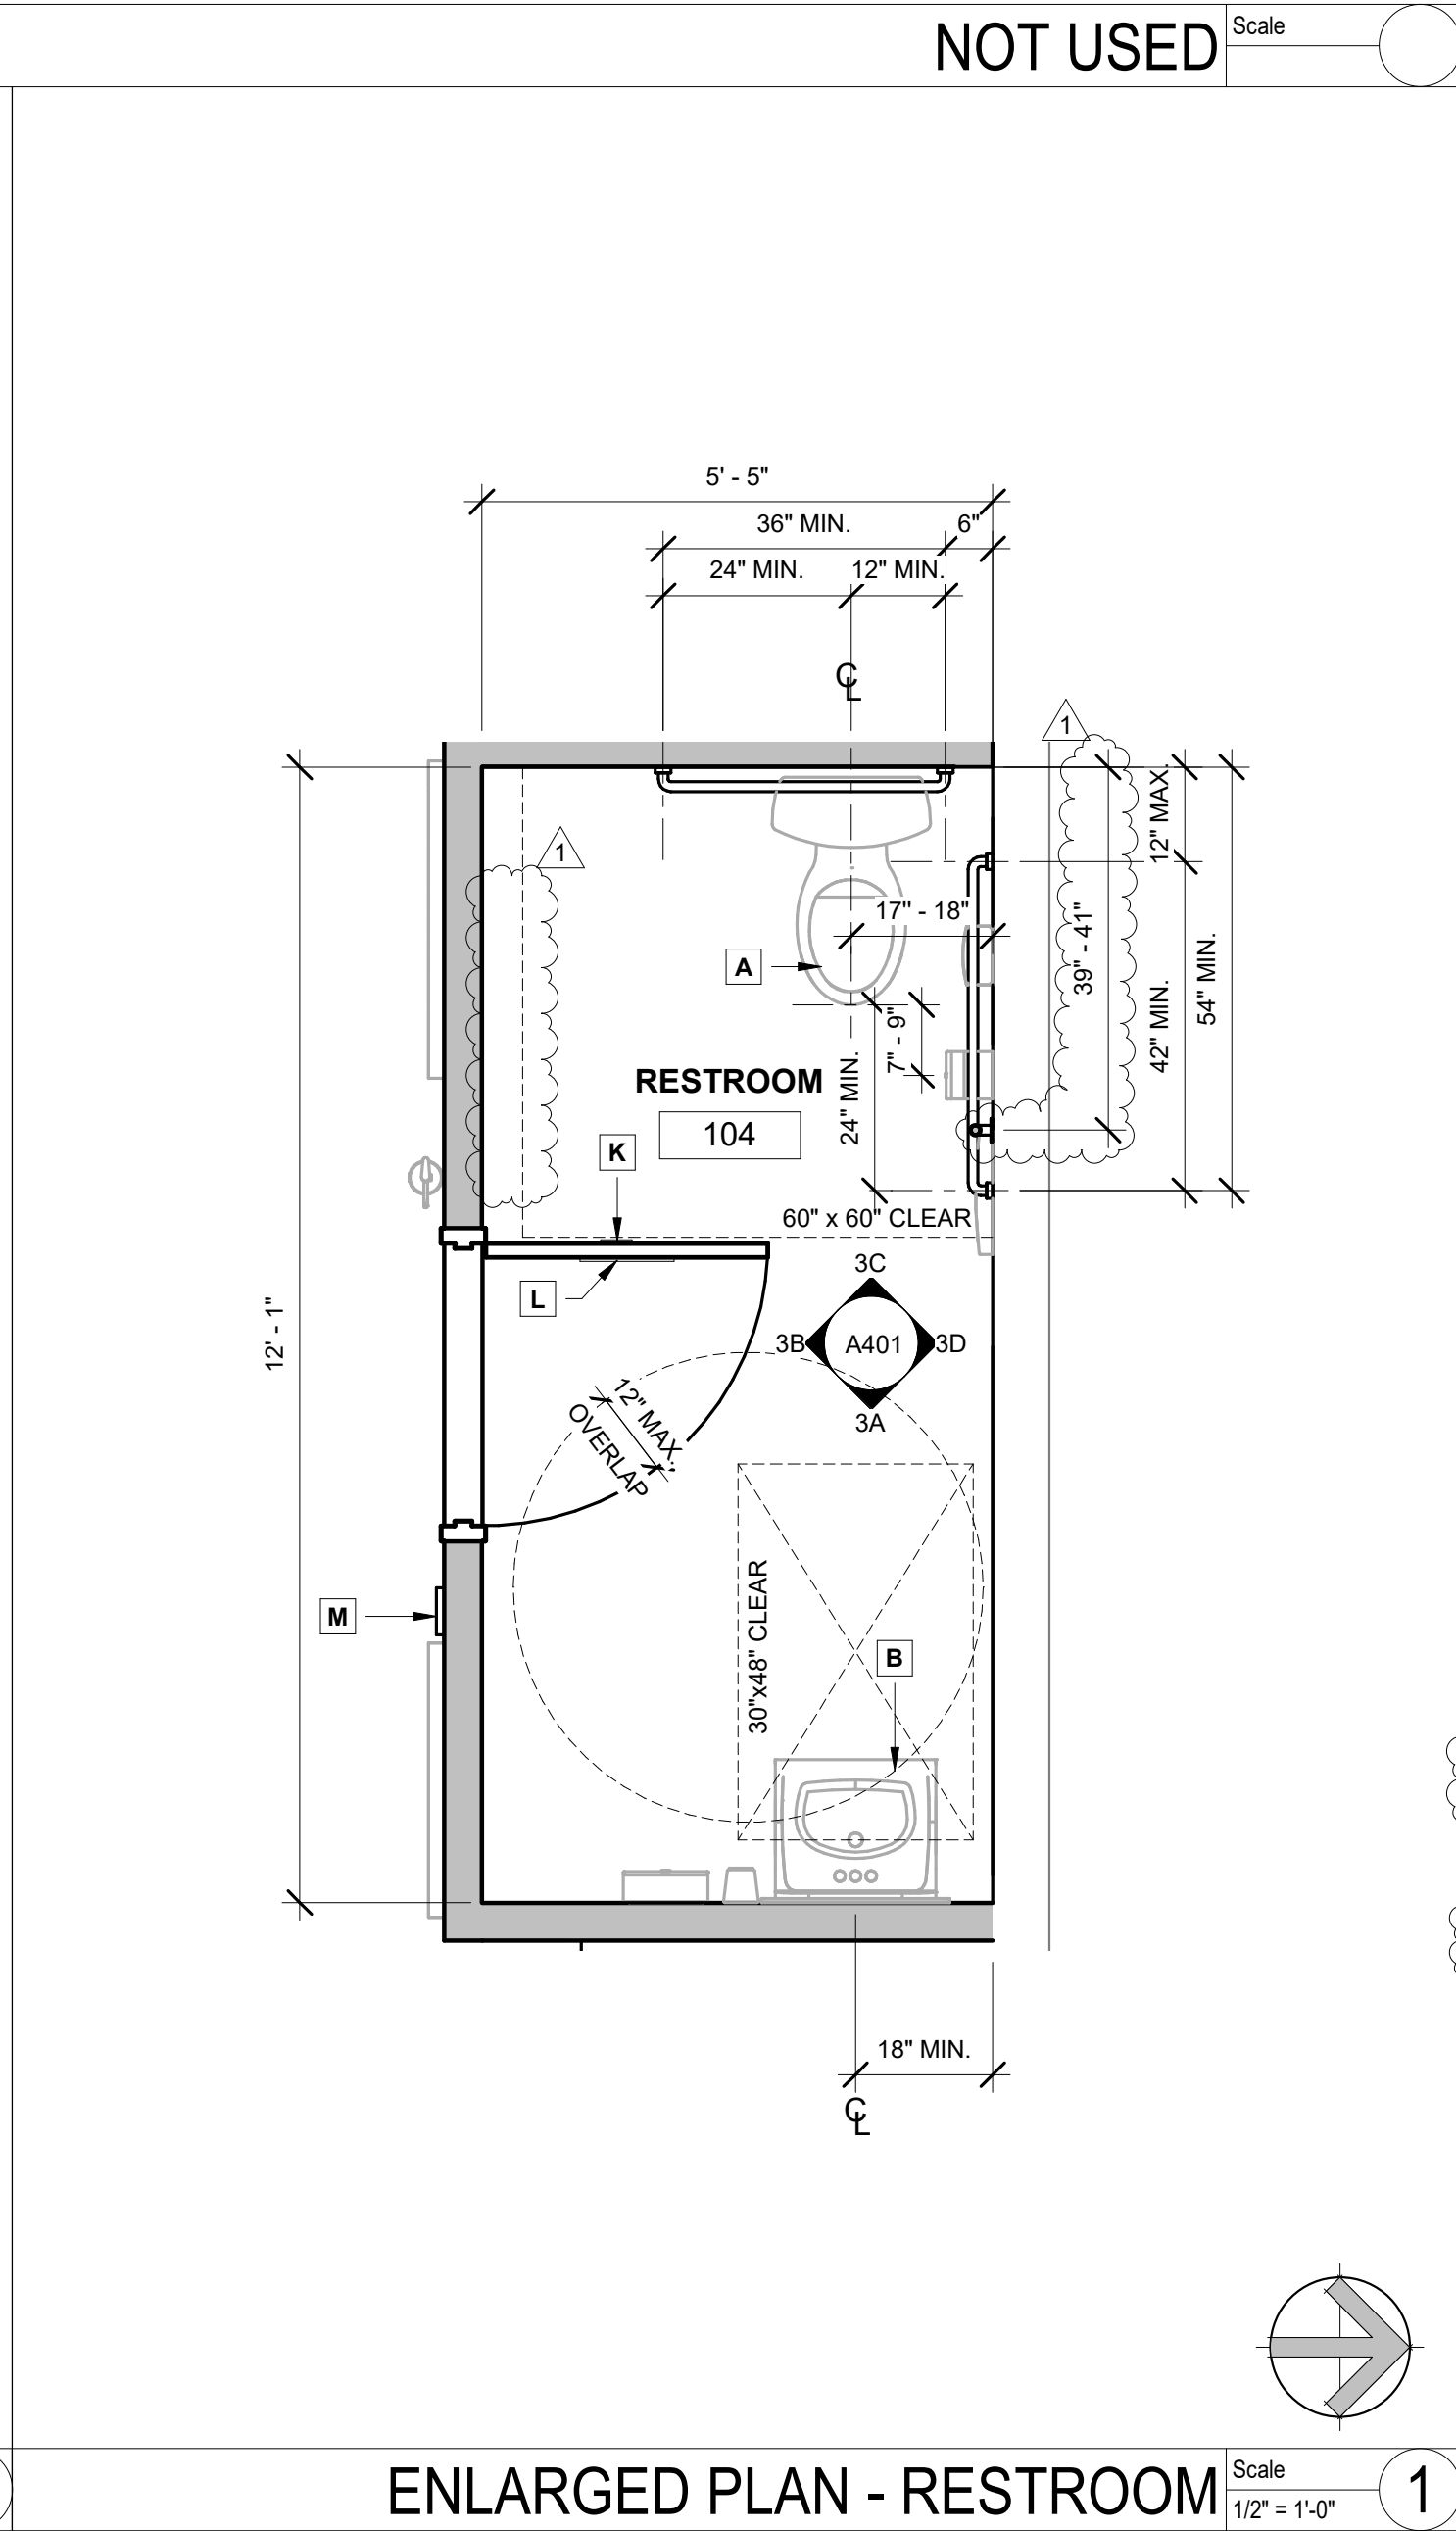 NOT USED
Scale
5' - 5"
36" MIN.
6"
24" MIN.
12" MIN.
CL
1
12" MAX.
1
17" - 18"
39" - 41"
A
54" MIN.
42" MIN.
7" - 9"
24" MIN.
RESTROOM
104
K
60" x 60" CLEAR
3C
L
12' - 1"
3B
A401
3D
3A
12" MAX.
OVERLAP
30"x48" CLEAR
M
B
18" MIN.
CL
ENLARGED PLAN - RESTROOM
Scale
1/2" = 1'-0"
1